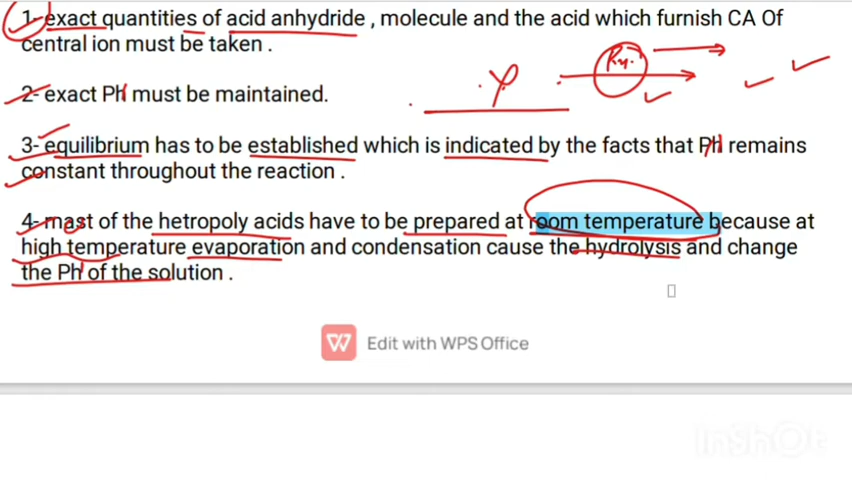 1- exact quantities of acid anhydride , molecule and the acid which furnish CA Of
central ion must be taken .
2- exact PH must be maintained.
3- equilibrium has to be established which is indicated by the facts that PH remains
constant throughout the reaction .
4- most of the hetropoly acids have to be prepared at room temperature because at
high temperature evaporation and condensation cause the hydrolysis and change
the PH of the solution .
Edit with WPS Office
InShOt